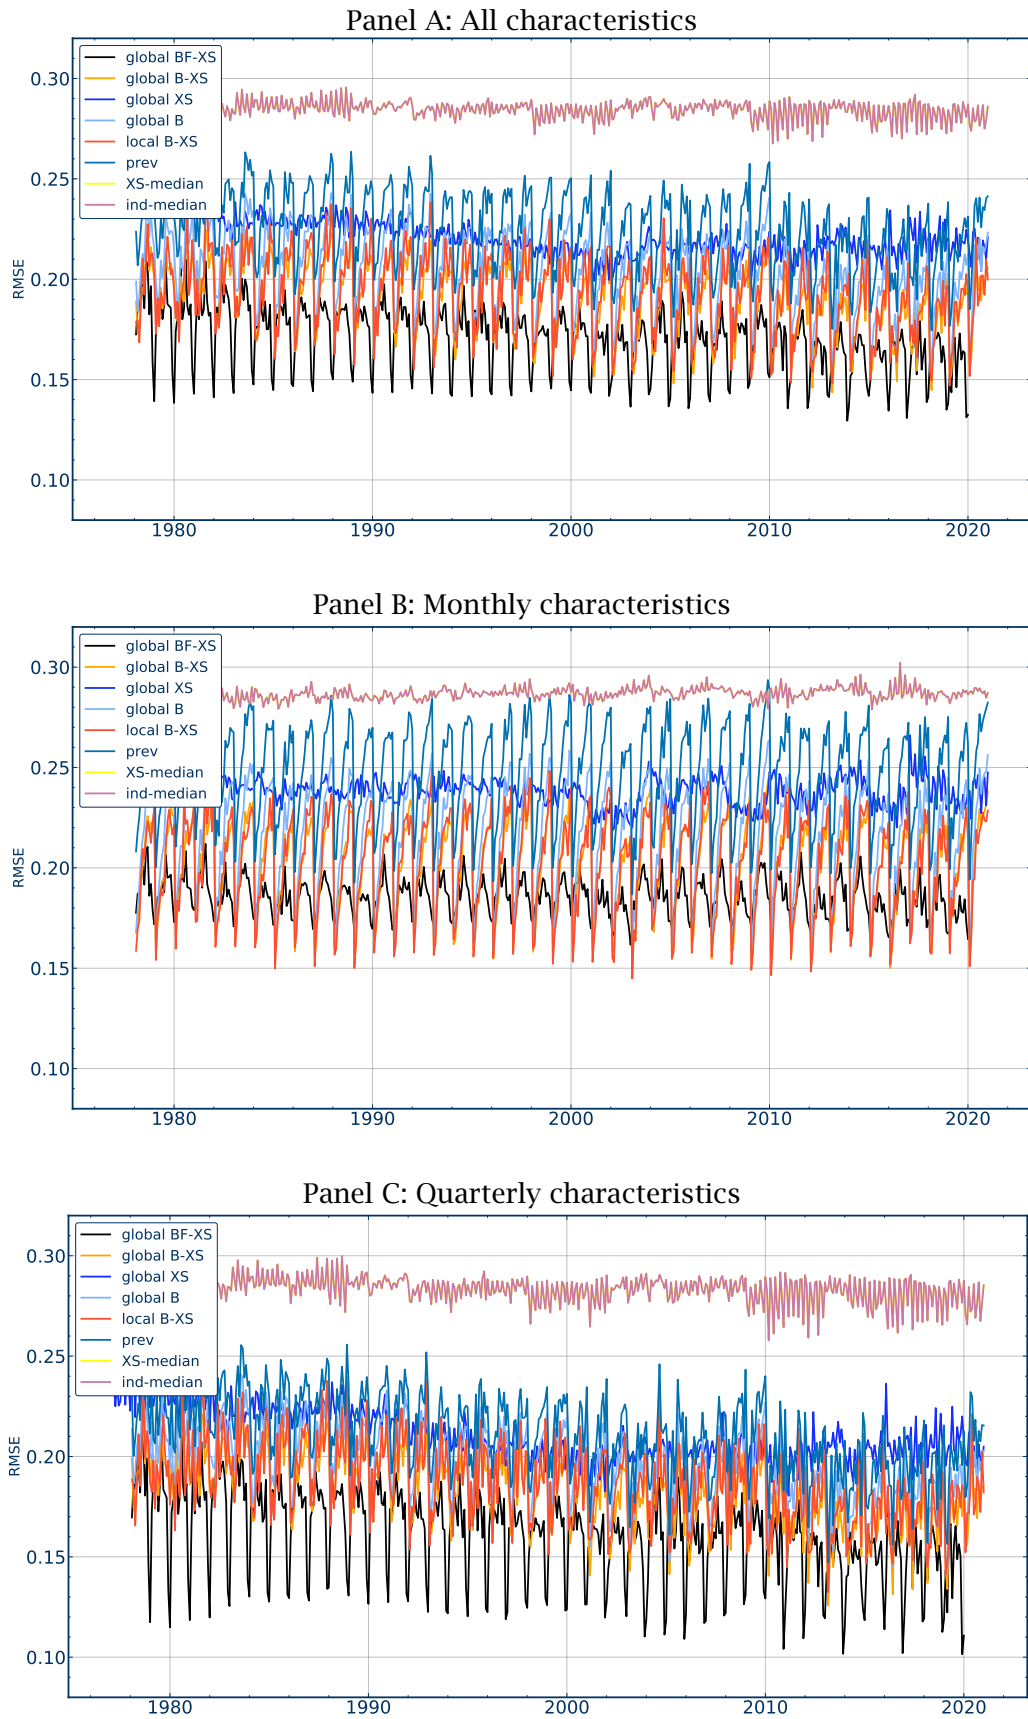 Panel A: All characteristics
global BF-XS
global B-XS
global XS
global B
local B-XS
prev
XS-median
ind-median
0.30
0.25
0.20
0.15
0.10
RMSE
1980 1990 2000 2010 2020
Panel B: Monthly characteristics
global BF-XS
global B-XS
global XS
global B
local B-XS
prev
XS-median
ind-median
0.30
0.25
0.20
0.15
0.10
RMSE
1980 1990 2000 2010 2020
Panel C: Quarterly characteristics
global BF-XS
global B-XS
global XS
global B
local B-XS
prev
XS-median
ind-median
0.30
0.25
0.20
0.15
0.10
RMSE
1980 1990 2000 2010 2020